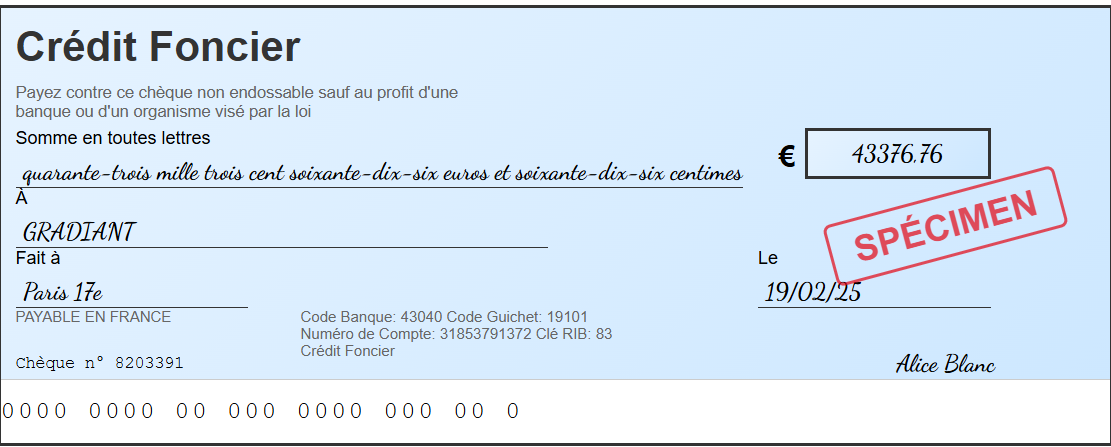 Crédit Foncier
Payez contre ce chèque non endossable sauf au profit d'une
banque ou d'un organisme visé par la loi
Somme en toutes lettres
€ 43376.76
quarante-trois mille trois cent soixante-dix-six euros et soixante-dix-six centimes
À
GRADIANT
SPÉCIMEN
Fait à
Le
Paris 17e
19/02/25
PAYABLE EN FRANCE
Code Banque: 43040 Code Guichet: 19101
Numéro de Compte: 31853791372 Clé RIB: 83
Crédit Foncier
Chèque n° 8203391
Alice Blanc
0000 0000 00 000 0000 000 00 0